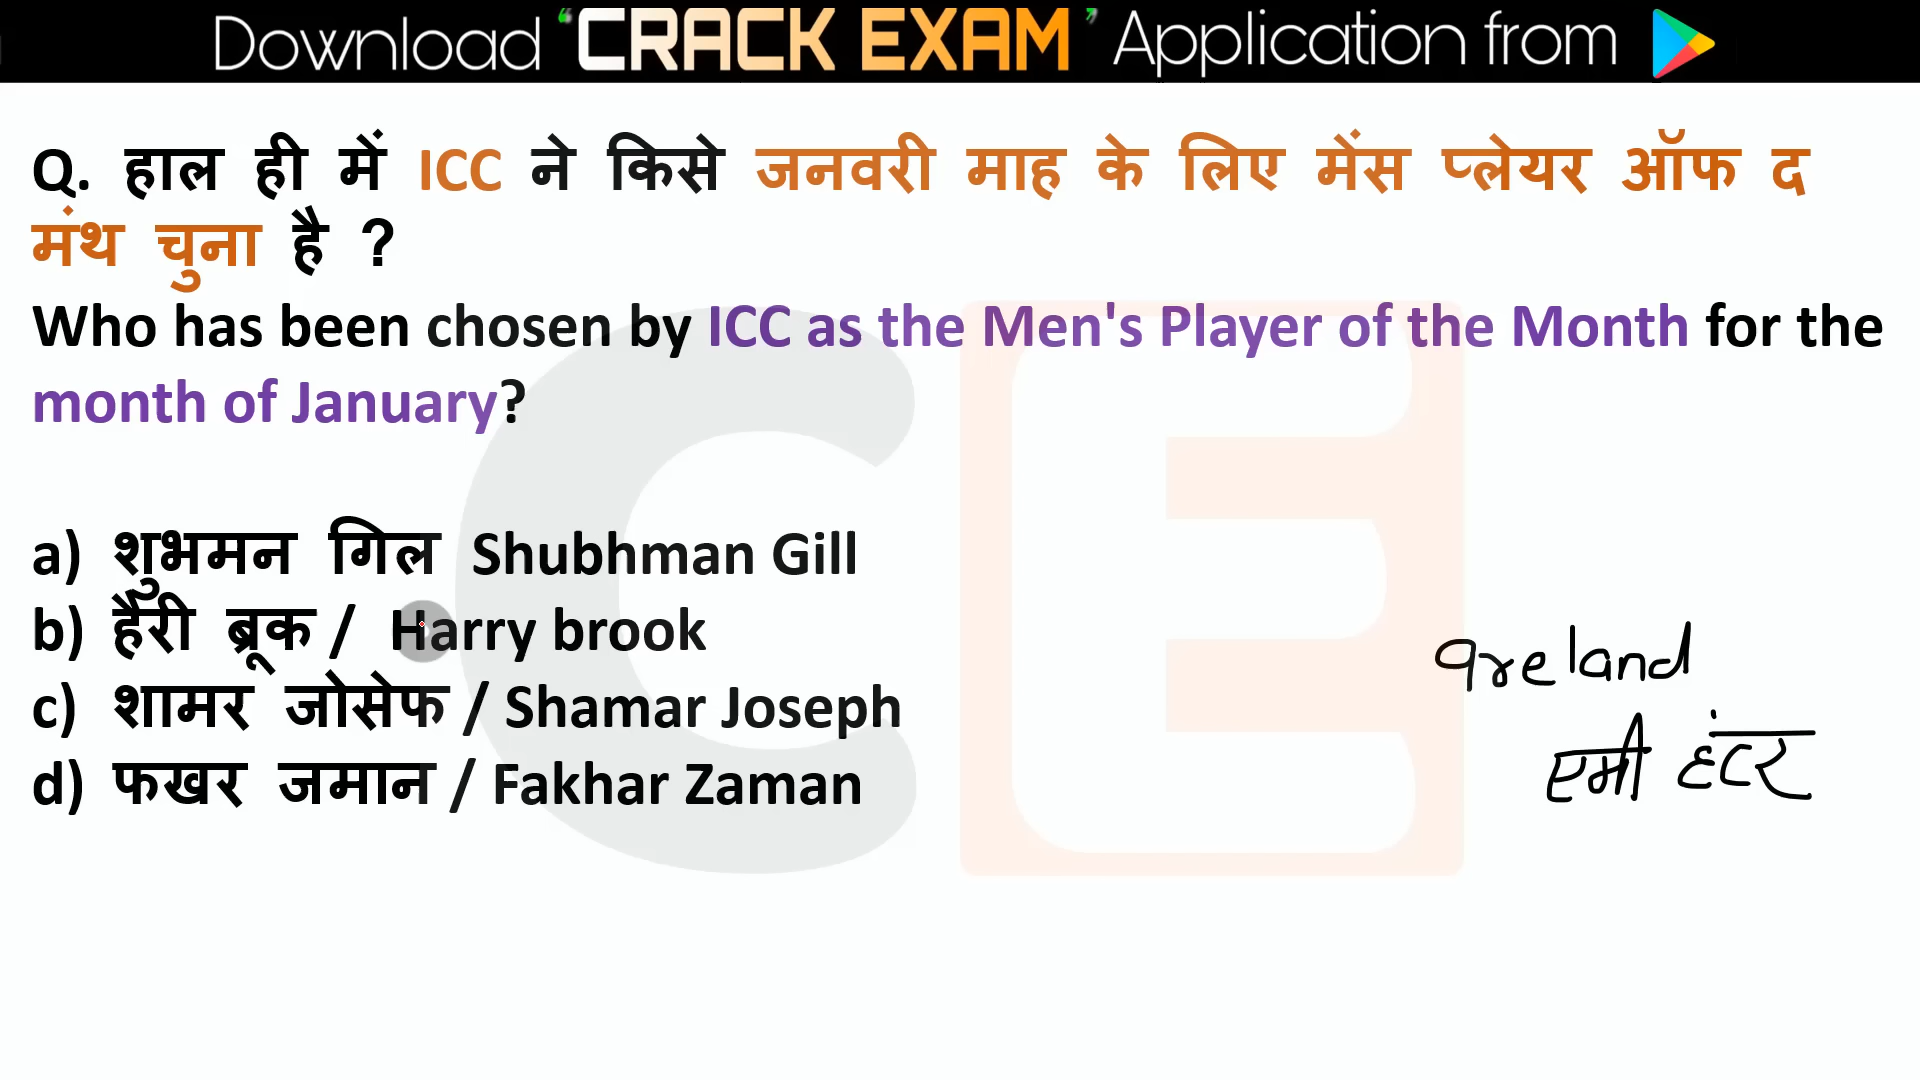 Download ‘CRACK EXAM’ Application from
Q. हाल ही में ICC ने किसे जनवरी माह के लिए मेंस प्लेयर ऑफ द
मंथ चुना है ?
Who has been chosen by ICC as the Men's Player of the Month for the
month of January?
a) शुभमन गिल Shubhman Gill
b) हैरी ब्रूक / Harry brook
c) शामर जोसेफ / Shamar Joseph
d) फखर जमान / Fakhar Zaman
Ireland
एमी हंटर
CE